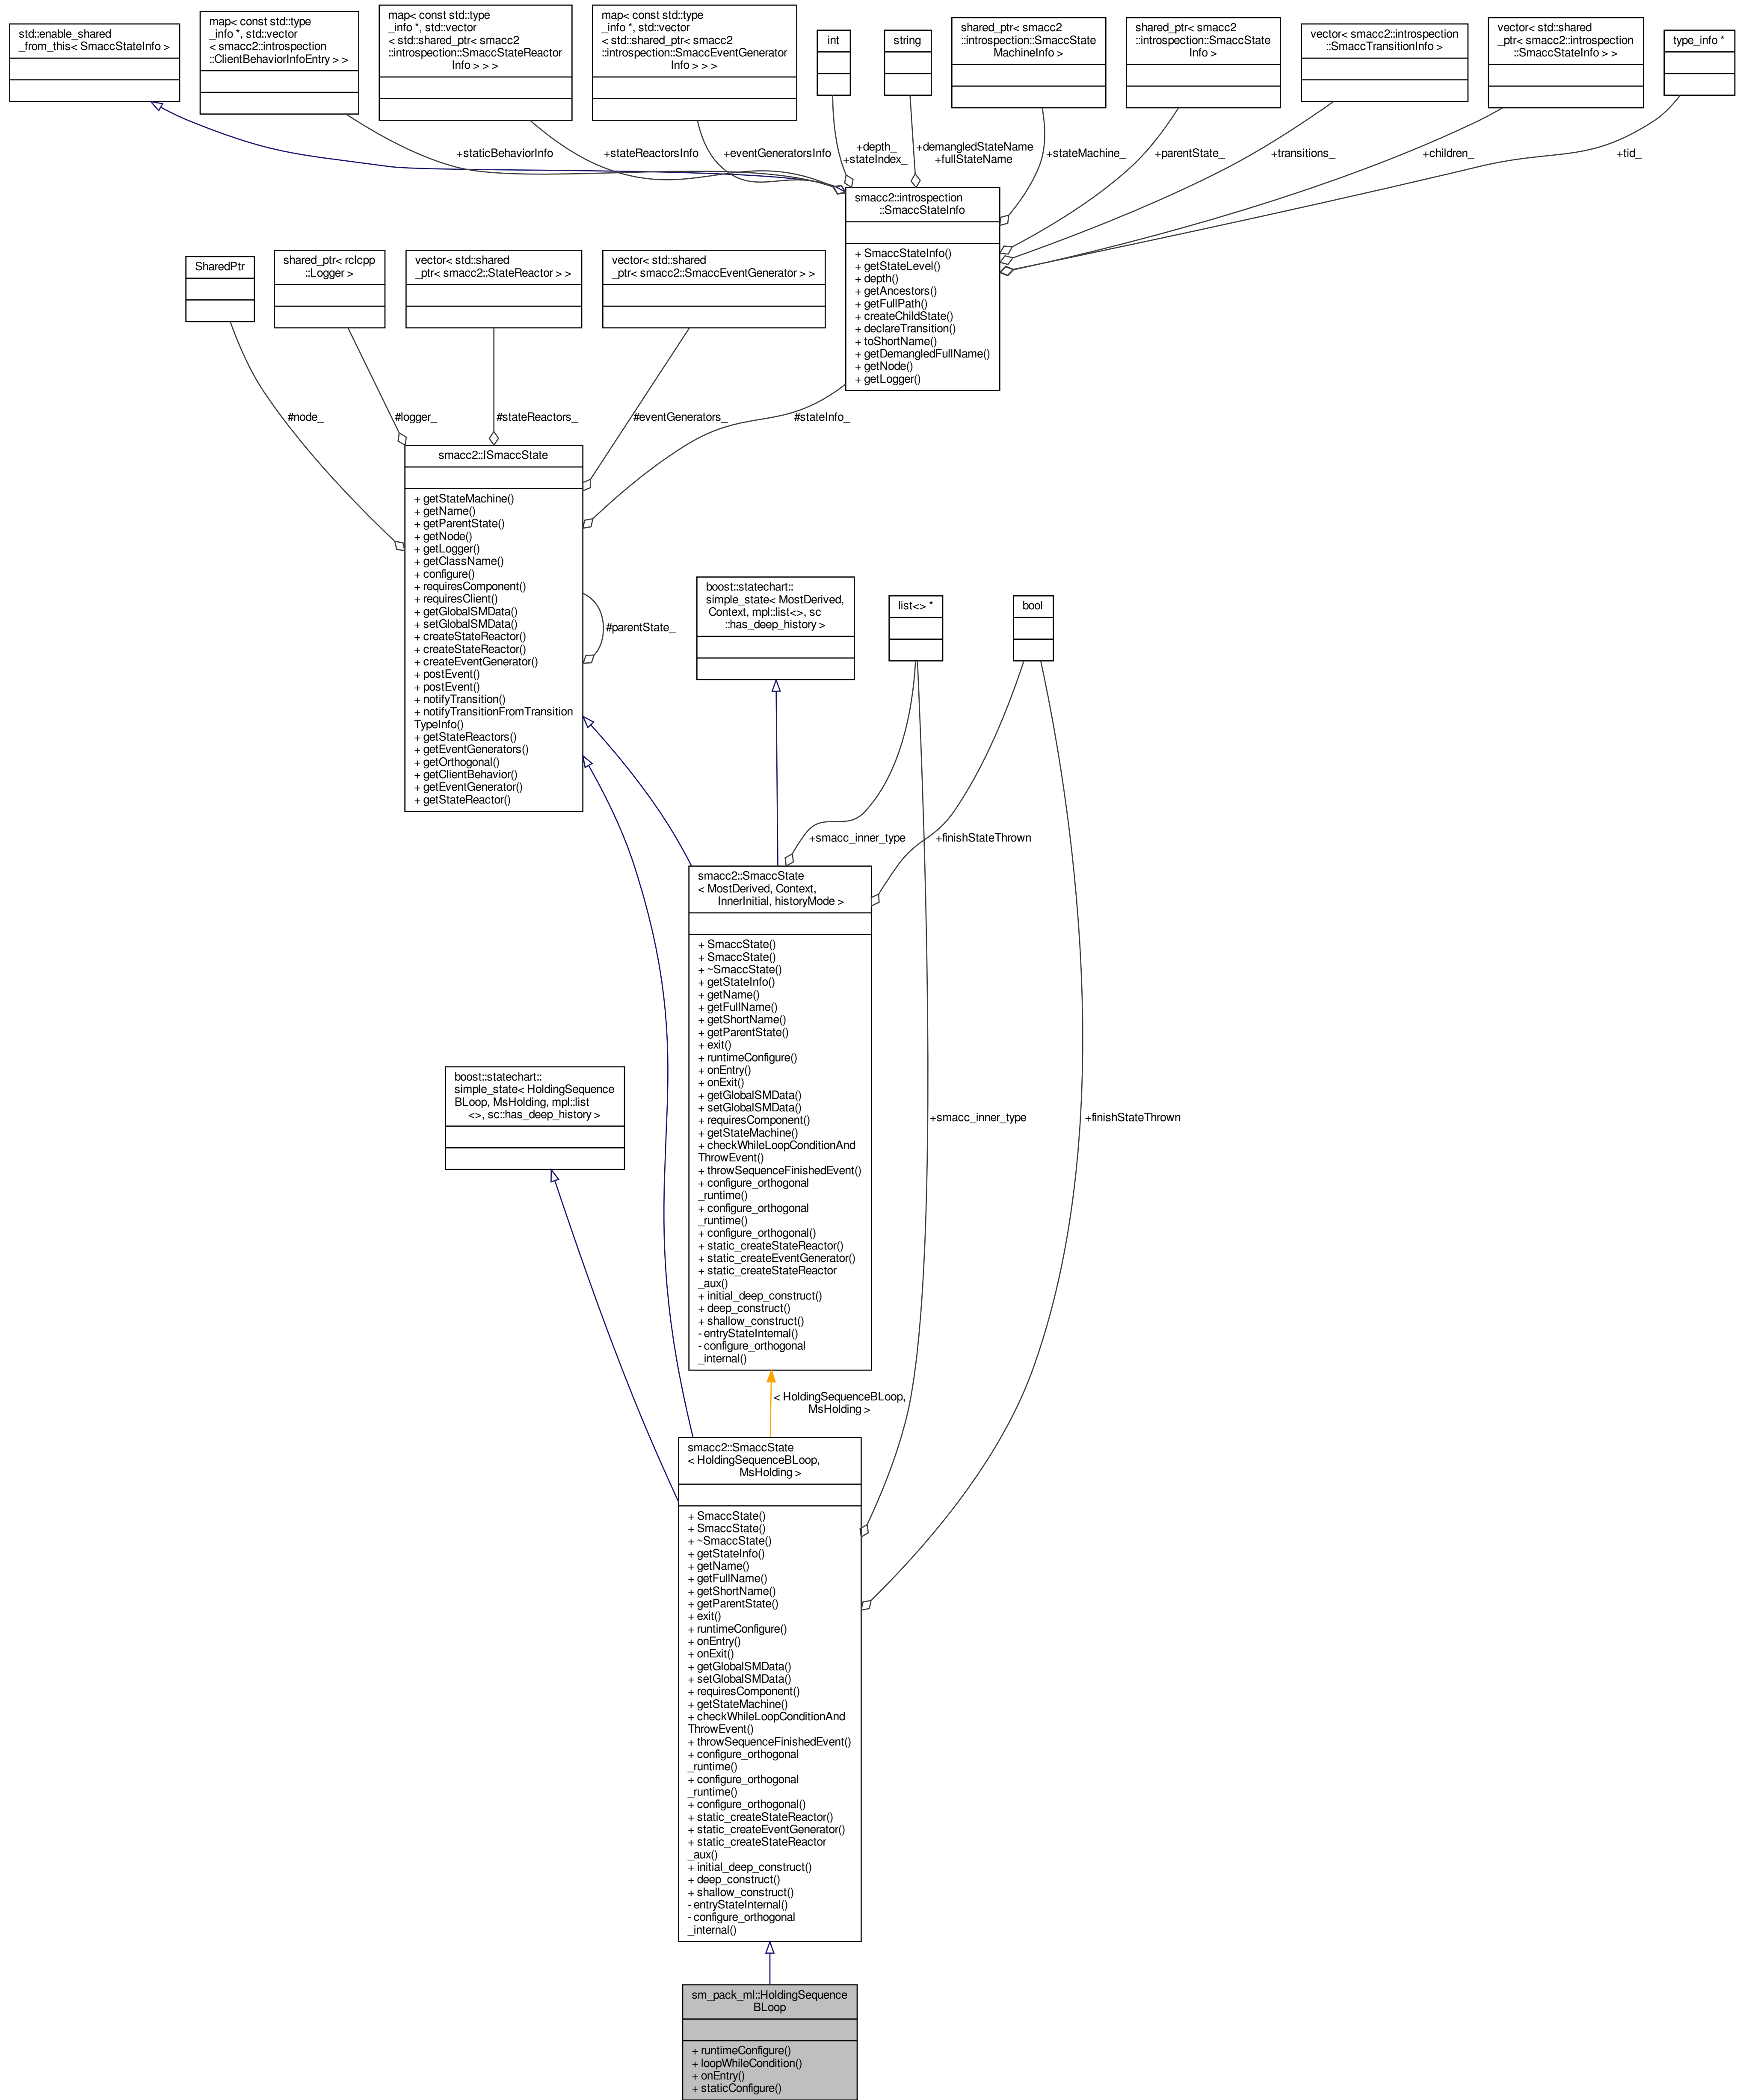 std::enable_shared
_from_this< SmaccStateInfo >
map< const std::type
_info *, std::vector
< smacc2::introspection
::ClientBehaviorInfoEntry > >
map< const std::type
_info *, std::vector
< std::shared_ptr< smacc2
::introspection::SmaccStateReactor
Info > > >
map< const std::type
_info *, std::vector
< std::shared_ptr< smacc2
::introspection::SmaccEventGenerator
Info > > >
int
string
shared_ptr< smacc2
::introspection::SmaccState
MachineInfo >
shared_ptr< smacc2
::introspection::SmaccState
Info >
vector< smacc2::introspection
::SmaccTransitionInfo >
vector< std::shared
_ptr< smacc2::introspection
::SmaccStateInfo > >
type_info *
+staticBehaviorInfo
+stateReactorsInfo
+eventGeneratorsInfo
+depth_
+stateIndex_
+demangledStateName
+fullStateName
+stateMachine_
+parentState_
+transitions_
+children_
+tid_
smacc2::introspection
::SmaccStateInfo
+ SmaccStateInfo()
+ getStateLevel()
+ depth()
+ getAncestors()
+ getFullPath()
+ createChildState()
+ declareTransition()
+ toShortName()
+ getDemangledFullName()
+ getNode()
+ getLogger()
SharedPtr
shared_ptr< rclcpp
::Logger >
vector< std::shared
_ptr< smacc2::StateReactor > >
vector< std::shared
_ptr< smacc2::SmaccEventGenerator > >
#node_
#logger_
#stateReactors_
#eventGenerators_
#stateInfo_
smacc2::ISmaccState
+ getStateMachine()
+ getName()
+ getParentState()
+ getNode()
+ getLogger()
+ getClassName()
+ configure()
+ requiresComponent()
+ requiresClient()
+ getGlobalSMData()
+ setGlobalSMData()
+ createStateReactor()
+ createStateReactor()
+ createEventGenerator()
+ postEvent()
+ postEvent()
+ notifyTransition()
+ notifyTransitionFromTransition
TypeInfo()
+ getStateReactors()
+ getEventGenerators()
+ getOrthogonal()
+ getClientBehavior()
+ getEventGenerator()
+ getStateReactor()
#parentState_
boost::statechart::
simple_state< MostDerived,
Context, mpl::list<>, sc
::has_deep_history >
list<> *
bool
+smacc_inner_type
+finishStateThrown
smacc2::SmaccState
< MostDerived, Context,
InnerInitial, historyMode >
+ SmaccState()
+ SmaccState()
+ ~SmaccState()
+ getStateInfo()
+ getName()
+ getFullName()
+ getShortName()
+ getParentState()
+ exit()
+ runtimeConfigure()
+ onEntry()
+ onExit()
+ getGlobalSMData()
+ setGlobalSMData()
+ requiresComponent()
+ getStateMachine()
+ checkWhileLoopConditionAnd
ThrowEvent()
+ throwSequenceFinishedEvent()
+ configure_orthogonal
_runtime()
+ configure_orthogonal
_runtime()
+ configure_orthogonal()
+ static_createStateReactor()
+ static_createEventGenerator()
+ static_createStateReactor
_aux()
+ initial_deep_construct()
+ deep_construct()
+ shallow_construct()
- entryStateInternal()
- configure_orthogonal
_internal()
boost::statechart::
simple_state< HoldingSequence
BLoop, MsHolding, mpl::list
<>, sc::has_deep_history >
+smacc_inner_type
+finishStateThrown
< HoldingSequenceBLoop,
MsHolding >
smacc2::SmaccState
< HoldingSequenceBLoop,
MsHolding >
+ SmaccState()
+ SmaccState()
+ ~SmaccState()
+ getStateInfo()
+ getName()
+ getFullName()
+ getShortName()
+ getParentState()
+ exit()
+ runtimeConfigure()
+ onEntry()
+ onExit()
+ getGlobalSMData()
+ setGlobalSMData()
+ requiresComponent()
+ getStateMachine()
+ checkWhileLoopConditionAnd
ThrowEvent()
+ throwSequenceFinishedEvent()
+ configure_orthogonal
_runtime()
+ configure_orthogonal
_runtime()
+ configure_orthogonal()
+ static_createStateReactor()
+ static_createEventGenerator()
+ static_createStateReactor
_aux()
+ initial_deep_construct()
+ deep_construct()
+ shallow_construct()
- entryStateInternal()
- configure_orthogonal
_internal()
sm_pack_ml::HoldingSequence
BLoop
+ runtimeConfigure()
+ loopWhileCondition()
+ onEntry()
+ staticConfigure()